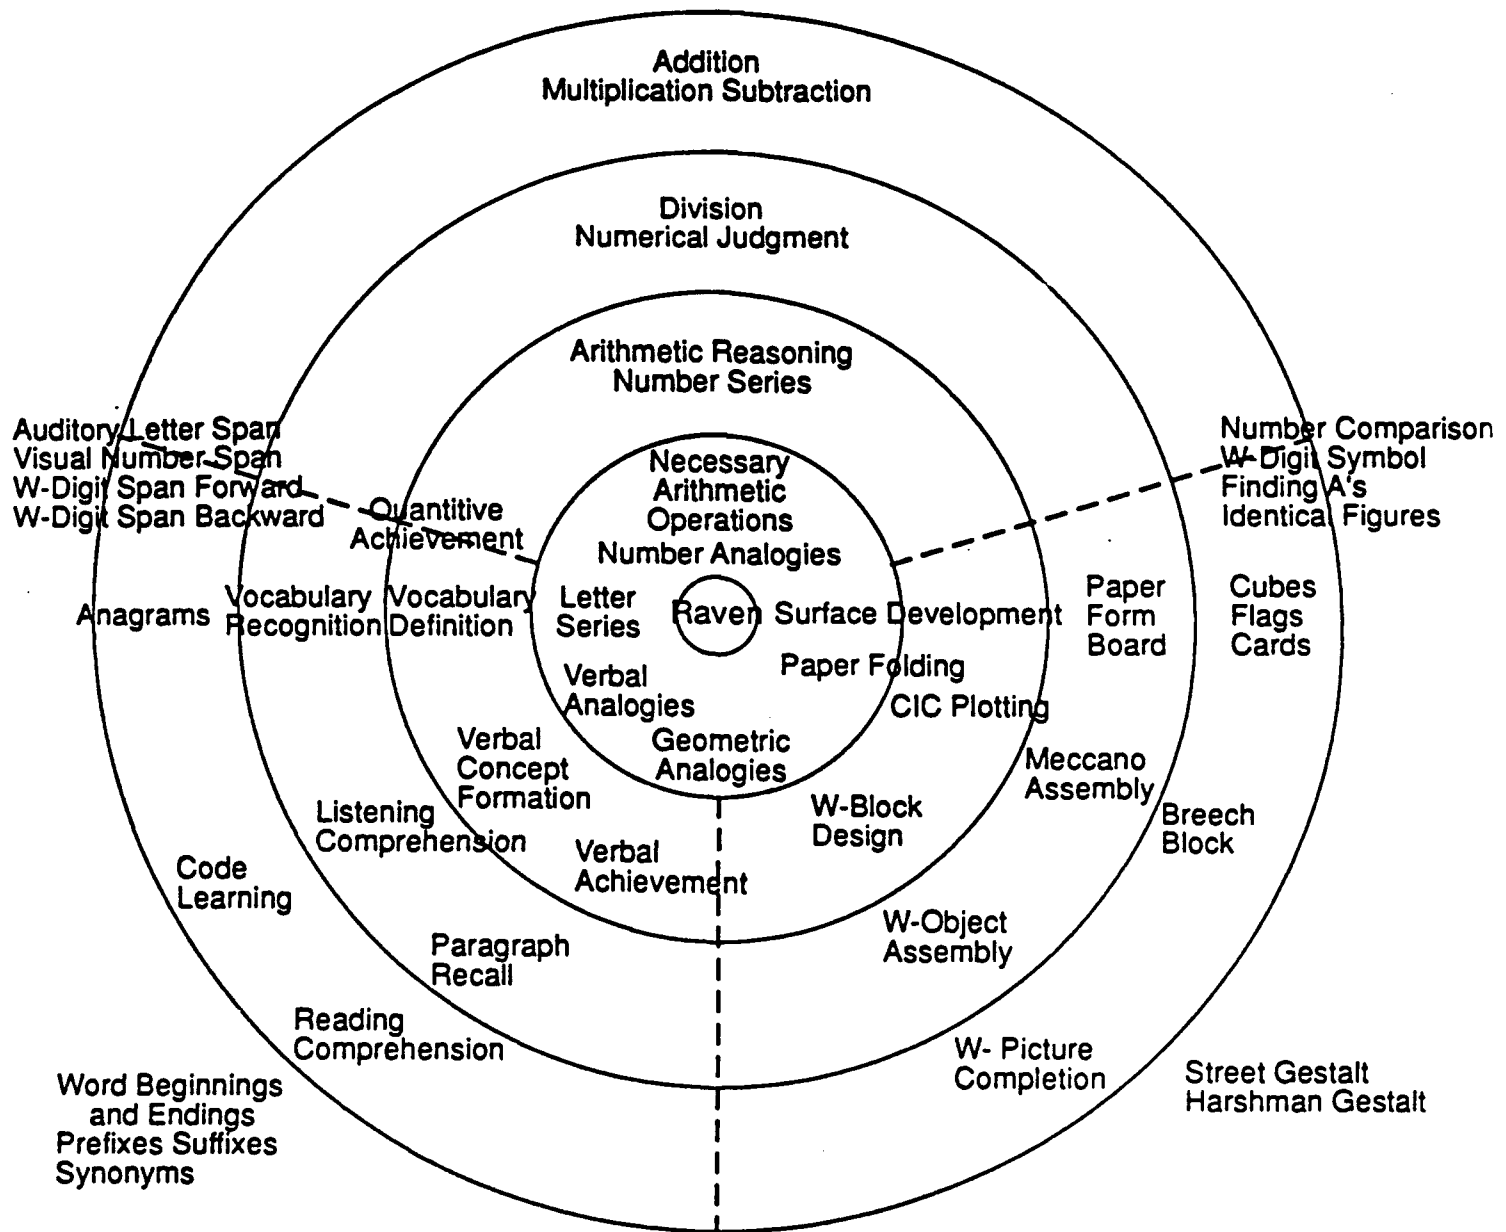 Addition
Multiplication Subtraction
Division
Numerical Judgment
Arithmetic Reasoning
Number Series
Auditory Letter Span
Visual Number Span
W-Digit Span Forward
W-Digit Span Backward
Number Comparison
W-Digit Symbol
Finding A's
Identical Figures
Necessary
Arithmetic
Operations
Number Analogies
Quantitive
Achievement
Anagrams
Vocabulary
Recognition
Vocabulary
Definition
Letter
Series
Raven
Surface Development
Paper
Form
Board
Cubes
Flags
Cards
Verbal
Analogies
Paper Folding
CIC Plotting
Geometric
Analogies
Verbal
Concept
Formation
Meccano
Assembly
W-Block
Design
Listening
Comprehension
Breech
Block
Verbal
Achievement
Code
Learning
W-Object
Assembly
Paragraph
Recall
Reading
Comprehension
W- Picture
Completion
Street Gestalt
Harshman Gestalt
Word Beginnings
and Endings
Prefixes Suffixes
Synonyms